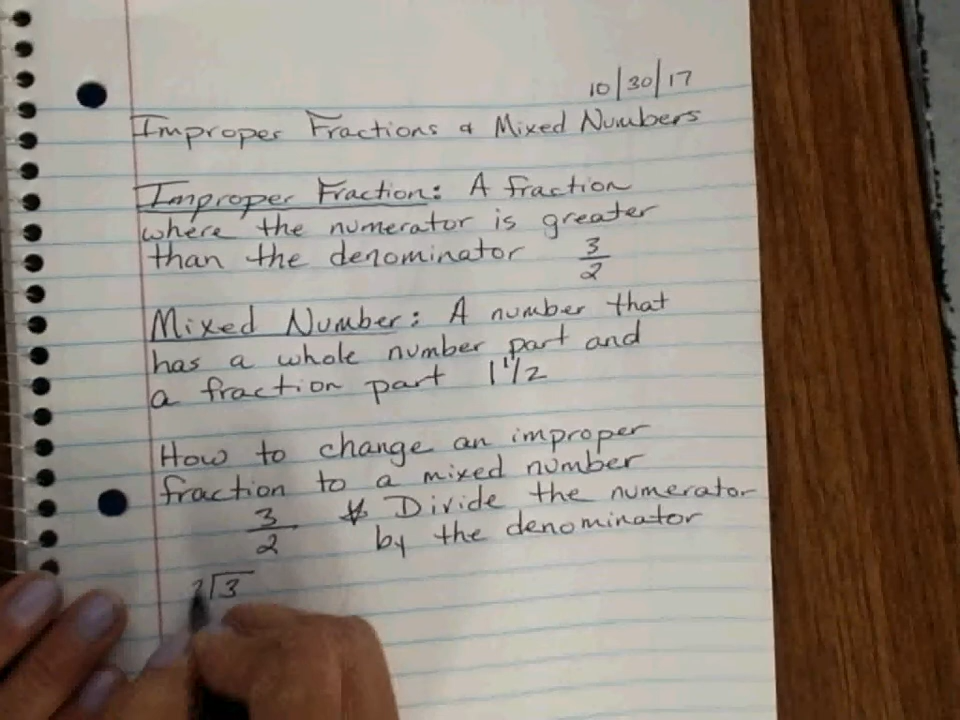 10/30/17
Improper Fractions & Mixed Numbers
Improper Fraction: A fraction
where the numerator is greater
than the denominator 3/2
Mixed Number: A number that
has a whole number part and
a fraction part 1 1/2
How to change an improper
fraction to a mixed number
3/2 * Divide the numerator
by the denominator
2⟌3